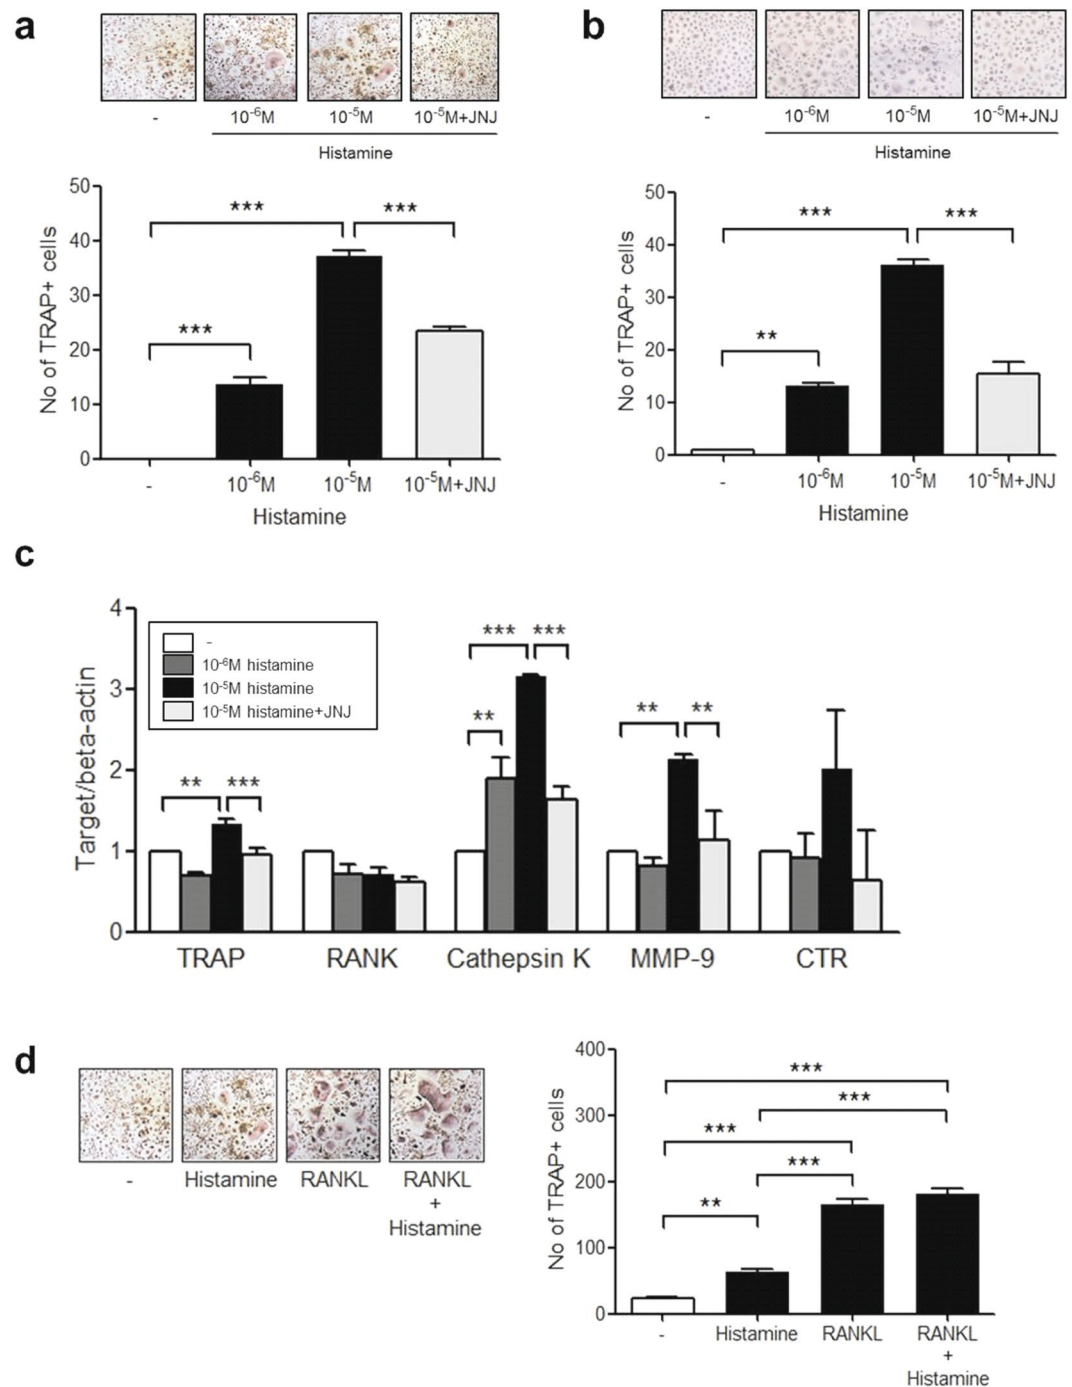 a
- 10⁻⁶M 10⁻⁵M 10⁻⁵M+JNJ
Histamine
50
40
30
20
10
0
No of TRAP+ cells
*** ***
***
- 10⁻⁶M 10⁻⁵M 10⁻⁵M+JNJ
Histamine
b
- 10⁻⁶M 10⁻⁵M 10⁻⁵M+JNJ
Histamine
50
40
30
20
10
0
No of TRAP+ cells
*** ***
**
- 10⁻⁶M 10⁻⁵M 10⁻⁵M+JNJ
Histamine
c
4
3
2
1
0
Target/beta-actin
-
10⁻⁶M histamine
10⁻⁵M histamine
10⁻⁵M histamine+JNJ
** ***
*** ***
**
** **
TRAP RANK Cathepsin K MMP-9 CTR
d
- Histamine RANKL RANKL
+
Histamine
400
300
200
100
0
No of TRAP+ cells
***
***
***
***
**
- Histamine RANKL RANKL
+
Histamine